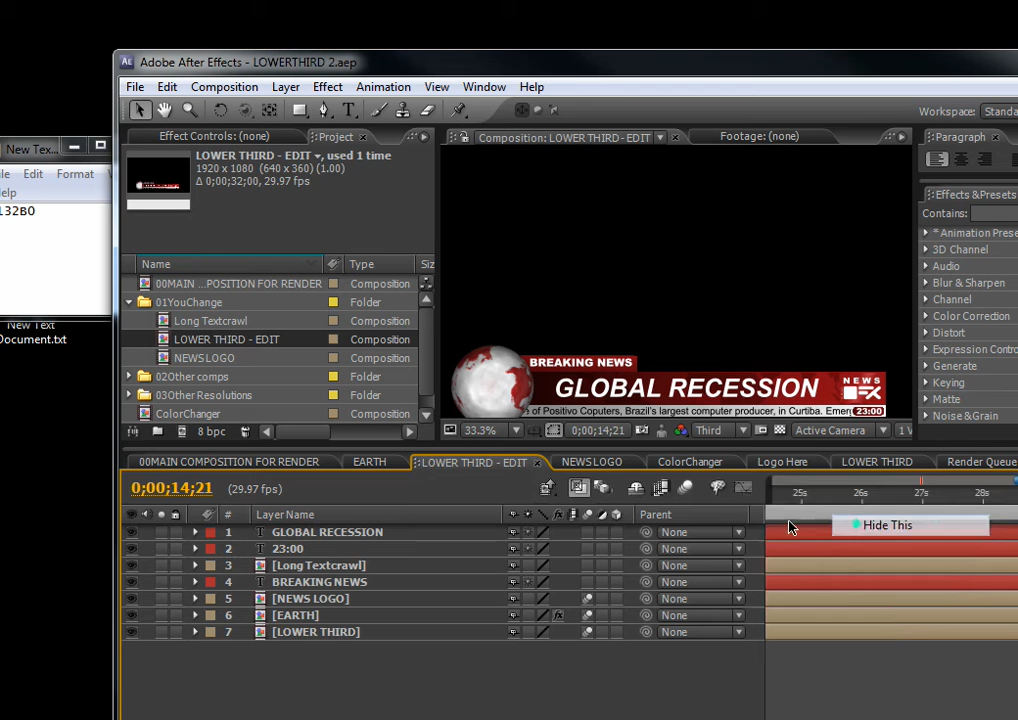 Adobe After Effects - LOWERTHIRD 2.aep
File Edit Composition Layer Effect Animation View Window Help
Workspace: Standa
New Tex...
Edit Format
elp
132B0
New Text
Document.txt
Effect Controls: (none) Project
LOWER THIRD - EDIT , used 1 time
1920 x 1080 (640 x 360) (1.00)
Δ 0;00;32;00, 29.97 fps
Name Type Siz
00MAIN ...POSITION FOR RENDER Composition
01YouChange Folder
Long Textcrawl Composition
LOWER THIRD - EDIT Composition
NEWS LOGO Composition
02Other comps Folder
03Other Resolutions Folder
ColorChanger Composition
8 bpc
Composition: LOWER THIRD - EDIT Footage: (none)
BREAKING NEWS
GLOBAL RECESSION
NEWS
of Positivo Coputers, Brazil's largest computer producer, in Curtiba. Emerg 23:00
33.3% 0;00;14;21 Third Active Camera 1 V
Paragraph
Effects & Presets
Contains:
* Animation Prese
3D Channel
Audio
Blur & Sharpen
Channel
Color Correction
Distort
Expression Contro
Generate
Keying
Matte
Noise & Grain
00MAIN COMPOSITION FOR RENDER EARTH LOWER THIRD - EDIT NEWS LOGO ColorChanger Logo Here LOWER THIRD Render Queue
0;00;14;21 (29.97 fps)
25s 26s 27s 28s
# Layer Name Parent
Hide This
1 GLOBAL RECESSION None
2 23:00 None
3 [Long Textcrawl] None
4 BREAKING NEWS None
5 [NEWS LOGO] None
6 [EARTH] None
7 [LOWER THIRD] None